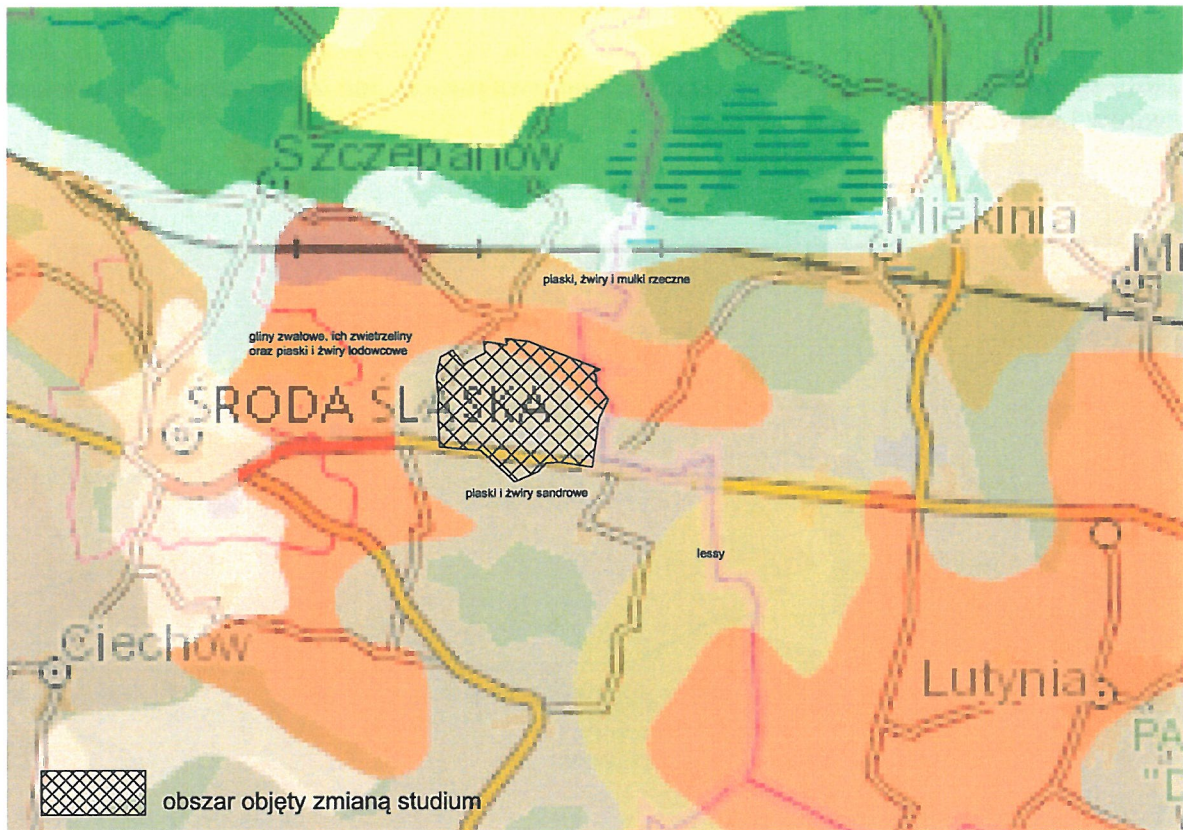 Szczepanów
Miękinia
piaski, żwiry i mułki rzeczne
gliny zwałowe, ich zwietrzeliny
oraz piaski i żwiry lodowcowe
ŚRODA ŚLĄSKA
piaski i żwiry sandrowe
lessy
Ciechów
Lutynia
PA
"D
obszar objęty zmianą studium